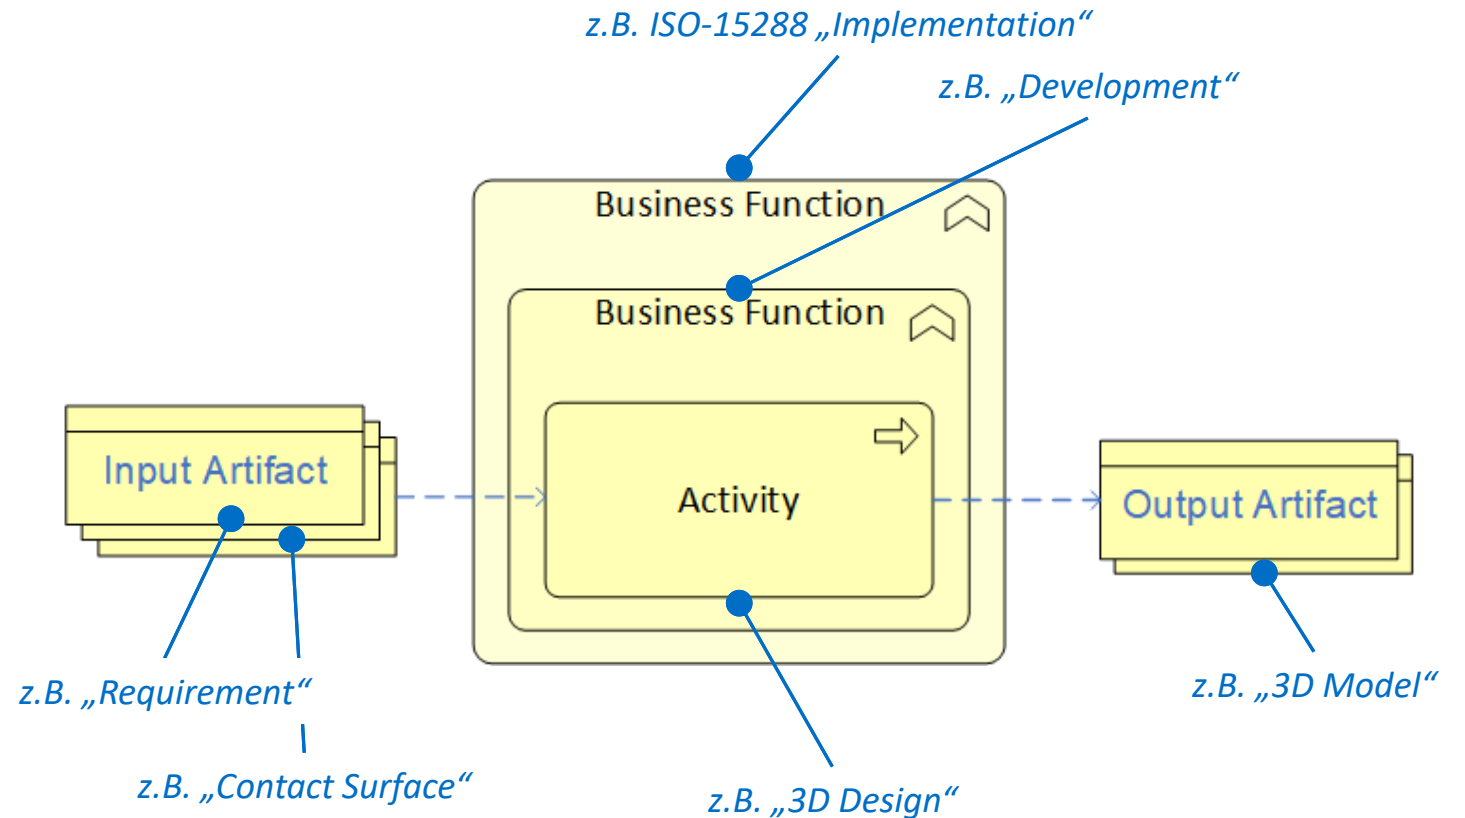 z.B. ISO-15288 „Implementation“
z.B. „Development“
Business Function
Business Function
Input Artifact
Activity
Output Artifact
z.B. „Requirement“
z.B. „3D Model“
z.B. „Contact Surface“
z.B. „3D Design“